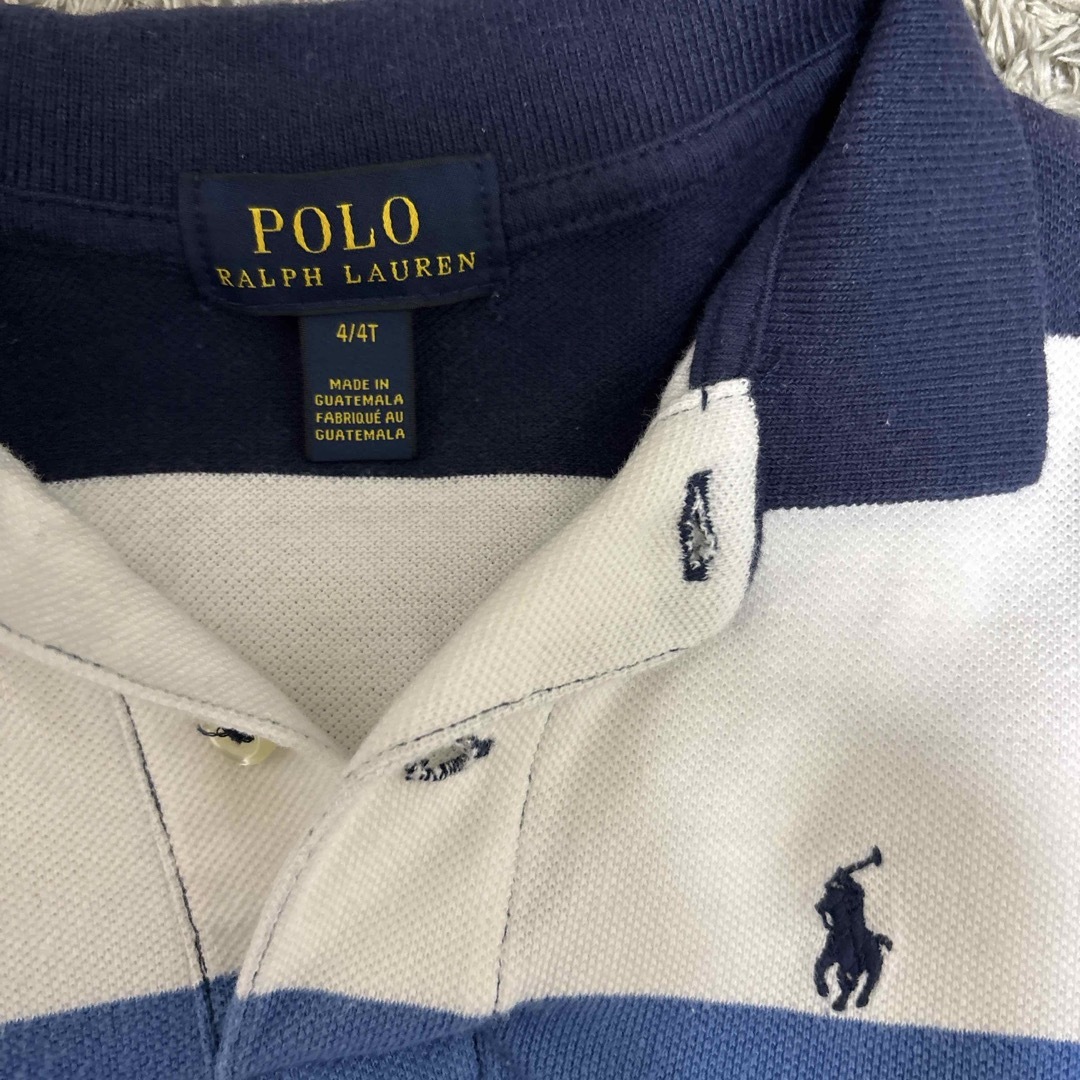 POLO
RALPH LAUREN
4/4T
MADE IN
GUATEMALA
FABRIQUÉ AU
GUATEMALA